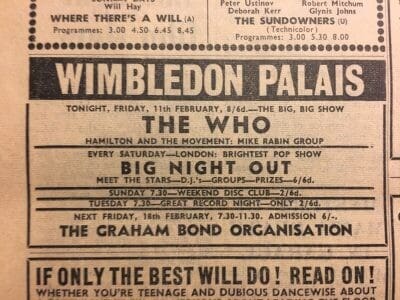 Will Hay
WHERE THERE'S A WILL (A)
Programmes: 3.00 4.50 6.45 8.45
Peter Ustinov Robert Mitchum
Deborah Kerr Glynis Johns
THE SUNDOWNERS (U)
(Technicolor)
Programmes: 3.00 5.30 8.00
WIMBLEDON PALAIS
TONIGHT, FRIDAY, 11th FEBRUARY, 8/6d.—THE BIG, BIG SHOW
THE WHO
HAMILTON AND THE MOVEMENT: MIKE RABIN GROUP
EVERY SATURDAY—LONDON: BRIGHTEST POP SHOW
BIG NIGHT OUT
MEET THE STARS—D.J.'s—GROUPS—PRIZES—6/6d.
SUNDAY 7.30—WEEKEND DISC CLUB—2/6d.
TUESDAY 7.30—GREAT RECORD NIGHT—ONLY 2/6d.
NEXT FRIDAY, 18th FEBRUARY, 7.30-11.30. ADMISSION 6/-.
THE GRAHAM BOND ORGANISATION
IF ONLY THE BEST WILL DO! READ ON!
WHETHER YOU'RE TEENAGE AND DUBIOUS DANCEWISE ABOUT